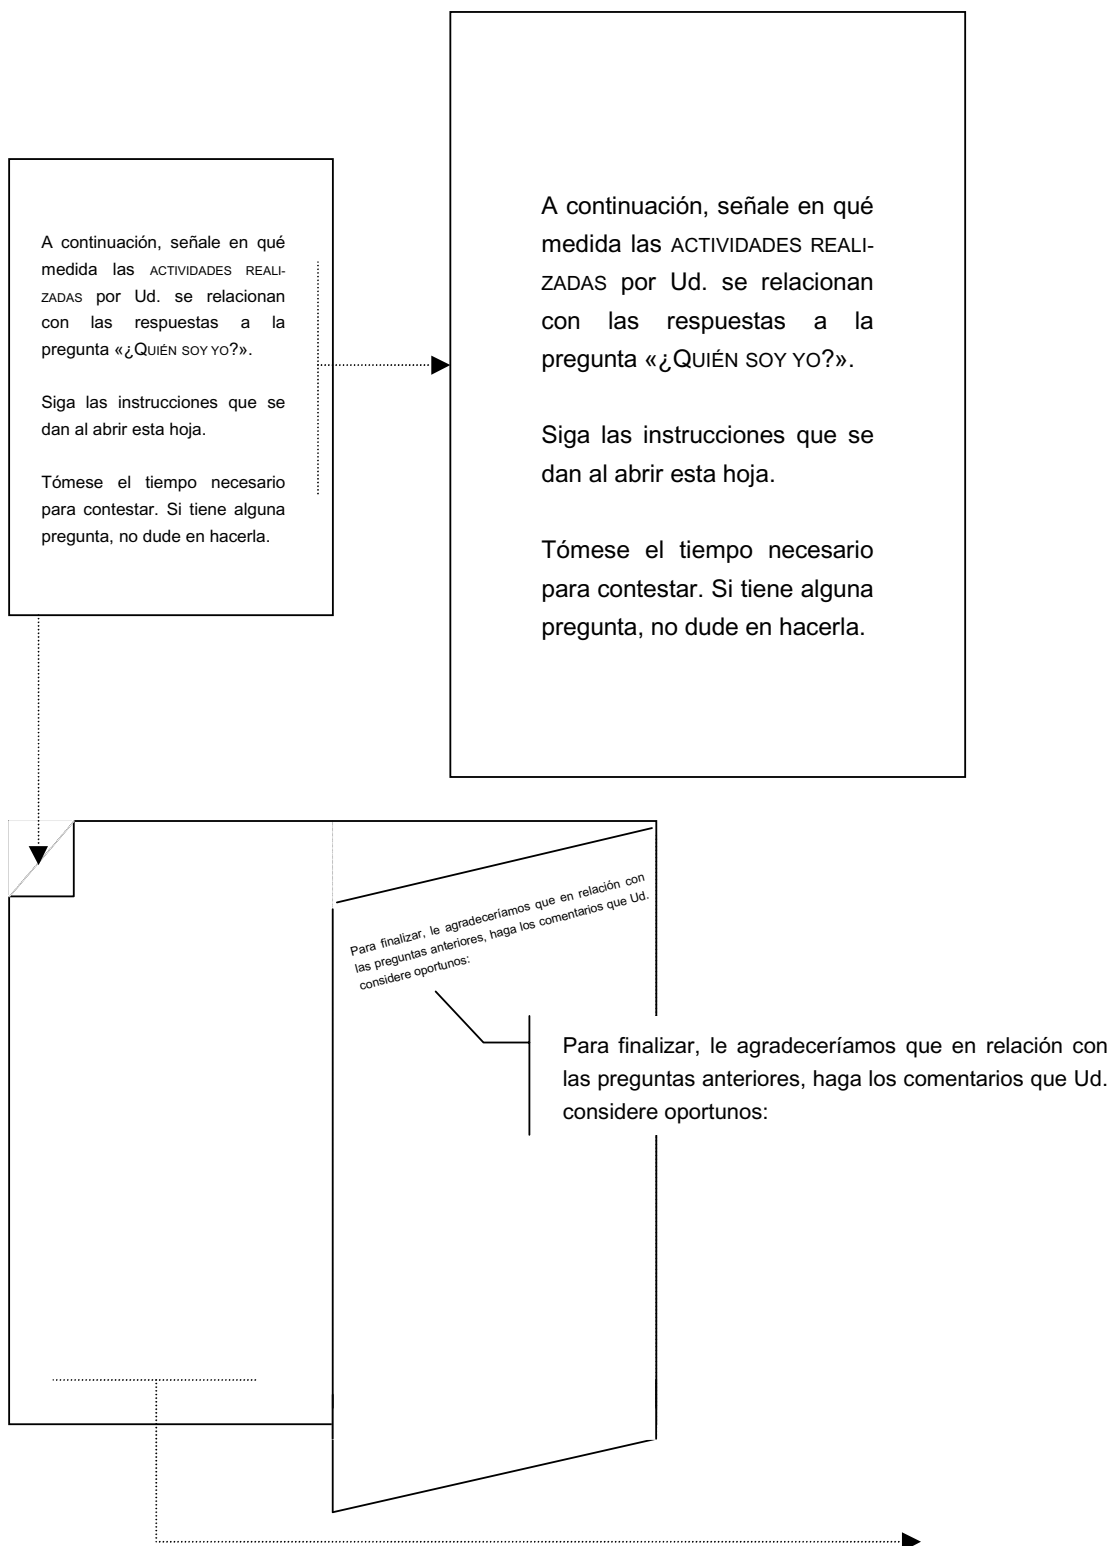 A continuación, señale en qué
medida las ACTIVIDADES REALI-
ZADAS por Ud. se relacionan
con las respuestas a la
pregunta «¿QUIÉN SOY YO?».
Siga las instrucciones que se
dan al abrir esta hoja.
Tómese el tiempo necesario
para contestar. Si tiene alguna
pregunta, no dude en hacerla.
A continuación, señale en qué
medida las ACTIVIDADES REALI-
ZADAS por Ud. se relacionan
con las respuestas a la
pregunta «¿QUIÉN SOY YO?».
Siga las instrucciones que se
dan al abrir esta hoja.
Tómese el tiempo necesario
para contestar. Si tiene alguna
pregunta, no dude en hacerla.
Para finalizar, le agradeceríamos que en relación con
las preguntas anteriores, haga los comentarios que Ud.
considere oportunos:
Para finalizar, le agradeceríamos que en relación con
las preguntas anteriores, haga los comentarios que Ud.
considere oportunos: